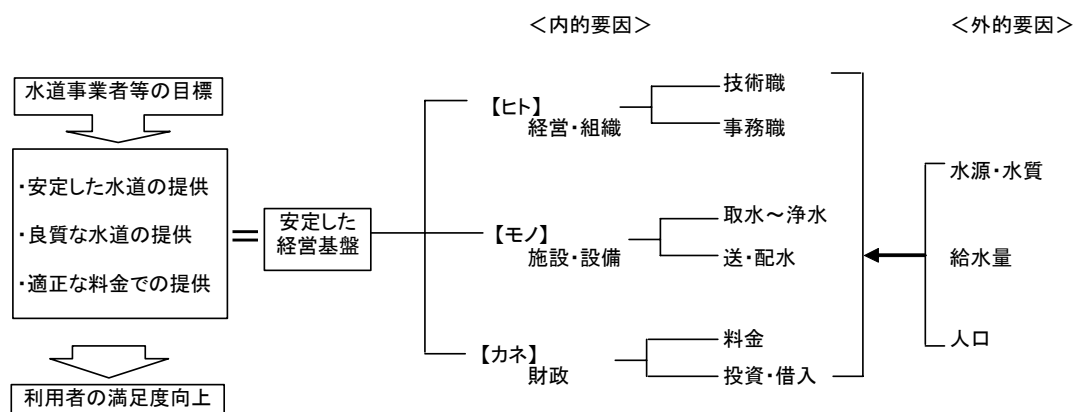 <内的要因>
<外的要因>
水道事業者等の目標
・安定した水道の提供
・良質な水道の提供
・適正な料金での提供
利用者の満足度向上
=
安定した
経営基盤
【ヒト】
経営・組織
技術職
事務職
【モノ】
施設・設備
取水~浄水
送・配水
【カネ】
財政
料金
投資・借入
水源・水質
給水量
人口